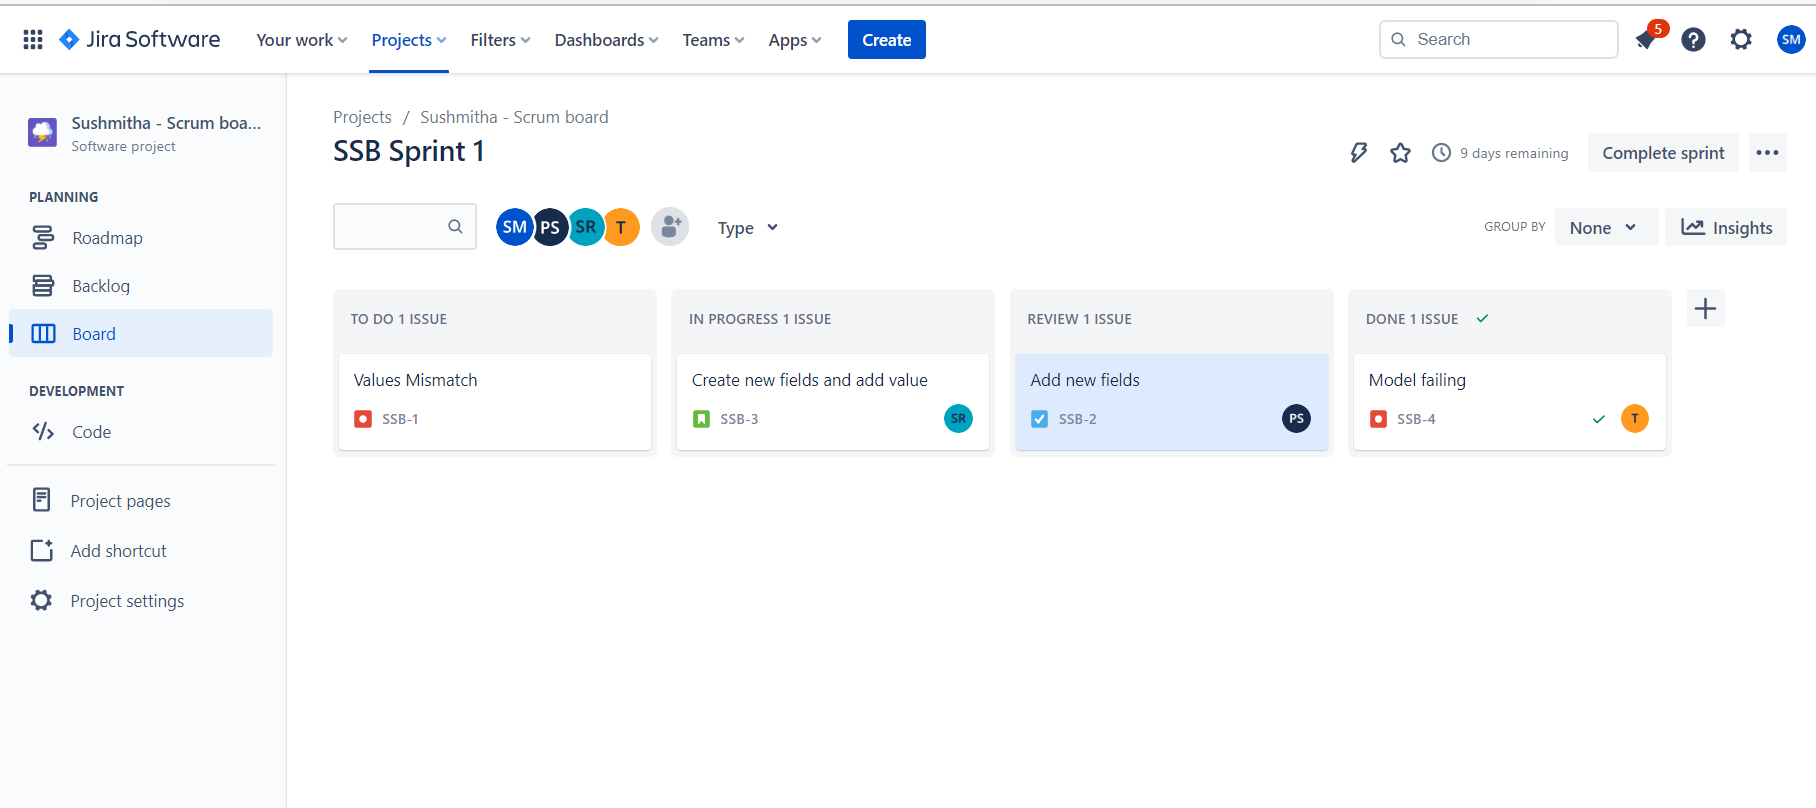 Jira Software
Your work
Projects
Filters
Dashboards
Teams
Apps
Create
Search
5
SM
Sushmitha - Scrum boa...
Software project
PLANNING
Roadmap
Backlog
Board
DEVELOPMENT
Code
Project pages
Add shortcut
Project settings
Projects / Sushmitha - Scrum board
SSB Sprint 1
9 days remaining
Complete sprint
SM PS SR T
Type
GROUP BY
None
Insights
TO DO 1 ISSUE
Values Mismatch
SSB-1
IN PROGRESS 1 ISSUE
Create new fields and add value
SSB-3
SR
REVIEW 1 ISSUE
Add new fields
SSB-2
PS
DONE 1 ISSUE
Model failing
SSB-4
T